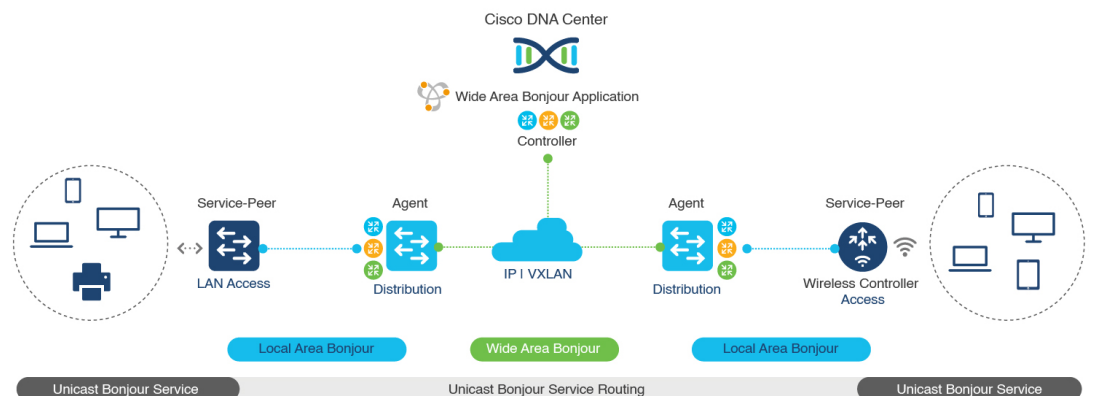 Cisco DNA Center
Wide Area Bonjour Application
Controller
Service-Peer
Agent
Agent
Service-Peer
LAN Access
Distribution
IP | VXLAN
Distribution
Wireless Controller
Access
Local Area Bonjour
Wide Area Bonjour
Local Area Bonjour
Unicast Bonjour Service
Unicast Bonjour Service Routing
Unicast Bonjour Service